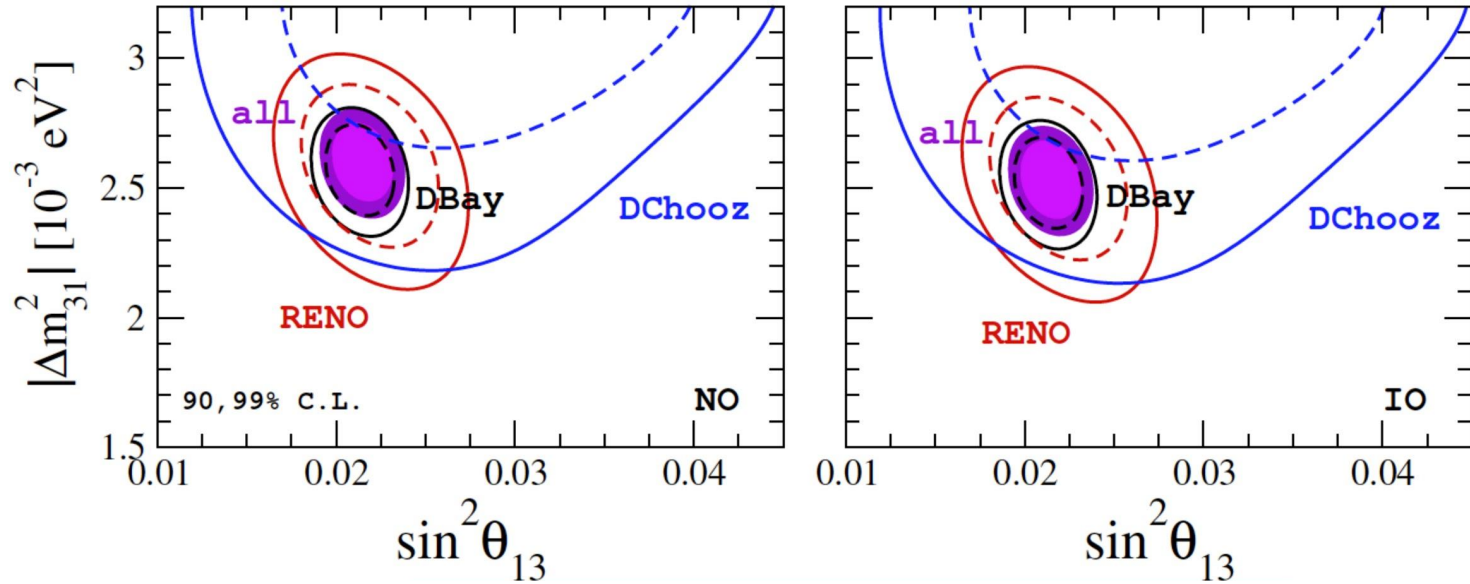 |Δm²₃₁| [10⁻³ eV²]
3
2.5
2
1.5
all
DBay
DChooz
RENO
90,99% C.L.
NO
0.01 0.02 0.03 0.04
sin²θ₁₃
all
DBay
DChooz
RENO
IO
0.01 0.02 0.03 0.04
sin²θ₁₃